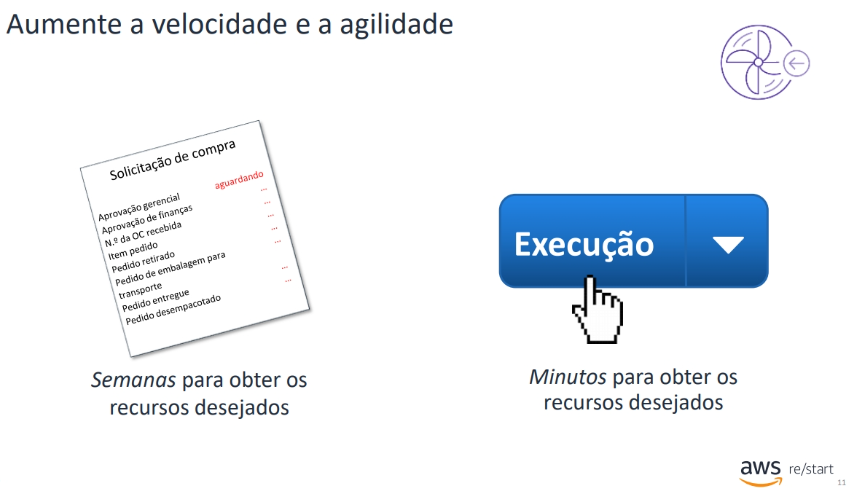 Aumente a velocidade e a agilidade
Solicitação de compra
Aprovação gerencial aguardando
Aprovação de finanças ...
N.º da OC recebida ...
Item pedido ...
Pedido retirado ...
Pedido de embalagem para ...
transporte
Pedido entregue ...
Pedido desempacotado ...
Semanas para obter os
recursos desejados
Execução
Minutos para obter os
recursos desejados
aws re/start
11